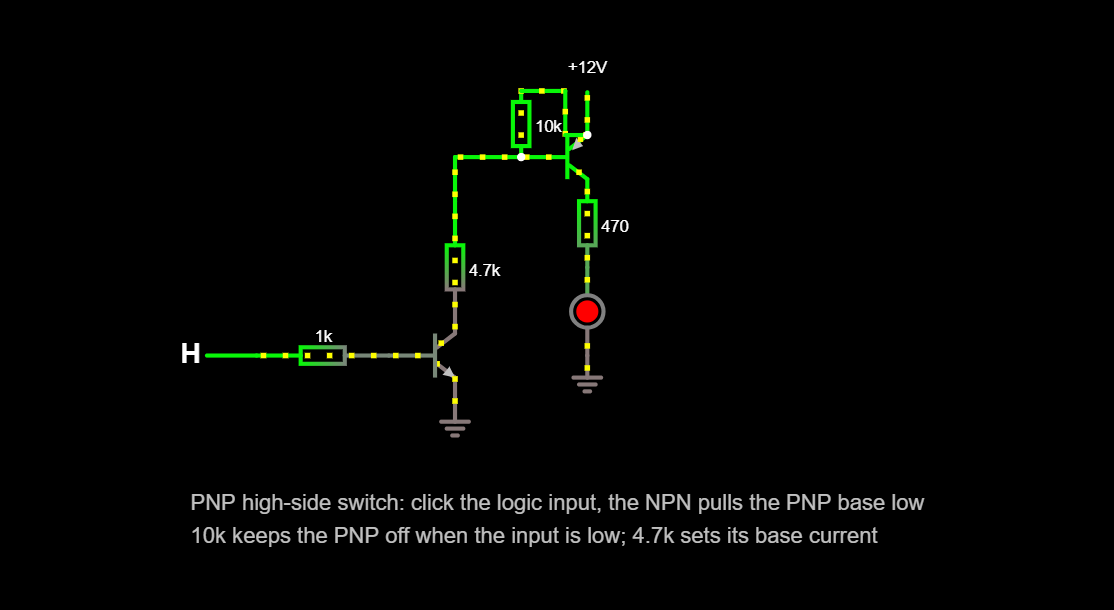 +12V
10k
470
4.7k
1k
H
PNP high-side switch: click the logic input, the NPN pulls the PNP base low
10k keeps the PNP off when the input is low; 4.7k sets its base current